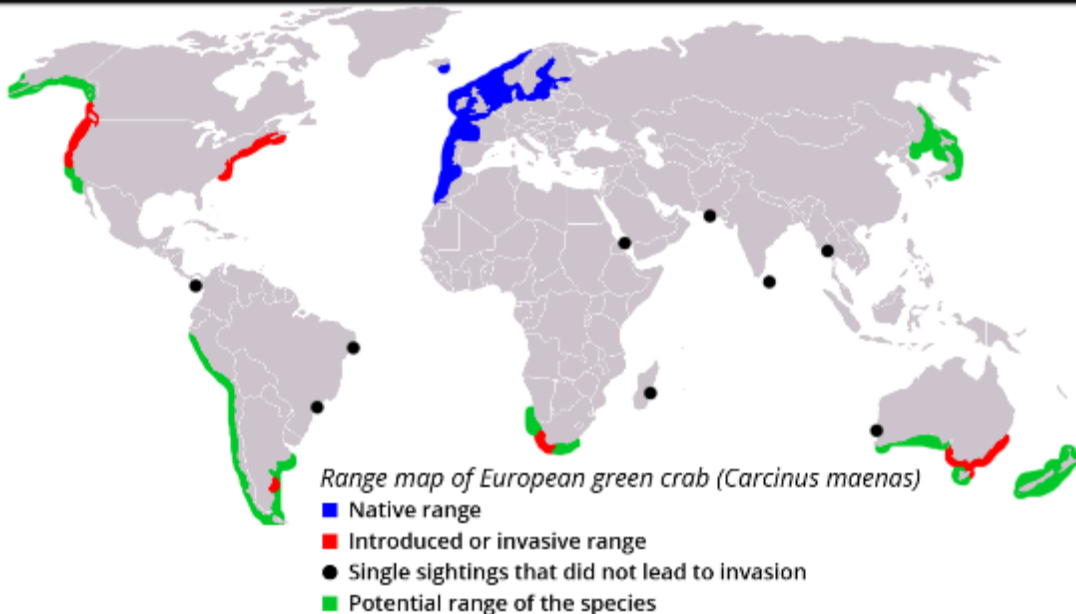 Range map of European green crab (Carcinus maenas)
Native range
Introduced or invasive range
Single sightings that did not lead to invasion
Potential range of the species